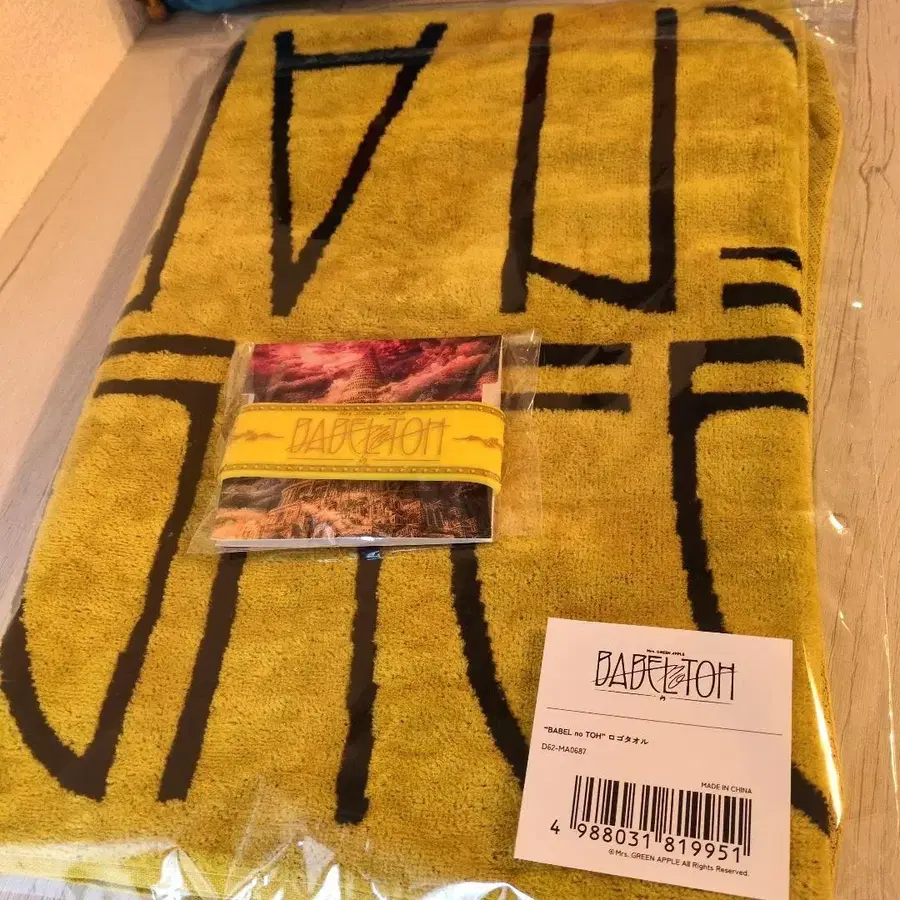 BABEL no TOH
Mrs. GREEN APPLE
BABEL no TOH
"BABEL no TOH" ロゴタオル
D62-MA0687
MADE IN CHINA
4 988031 819951
©Mrs. GREEN APPLE All Rights Reserved.